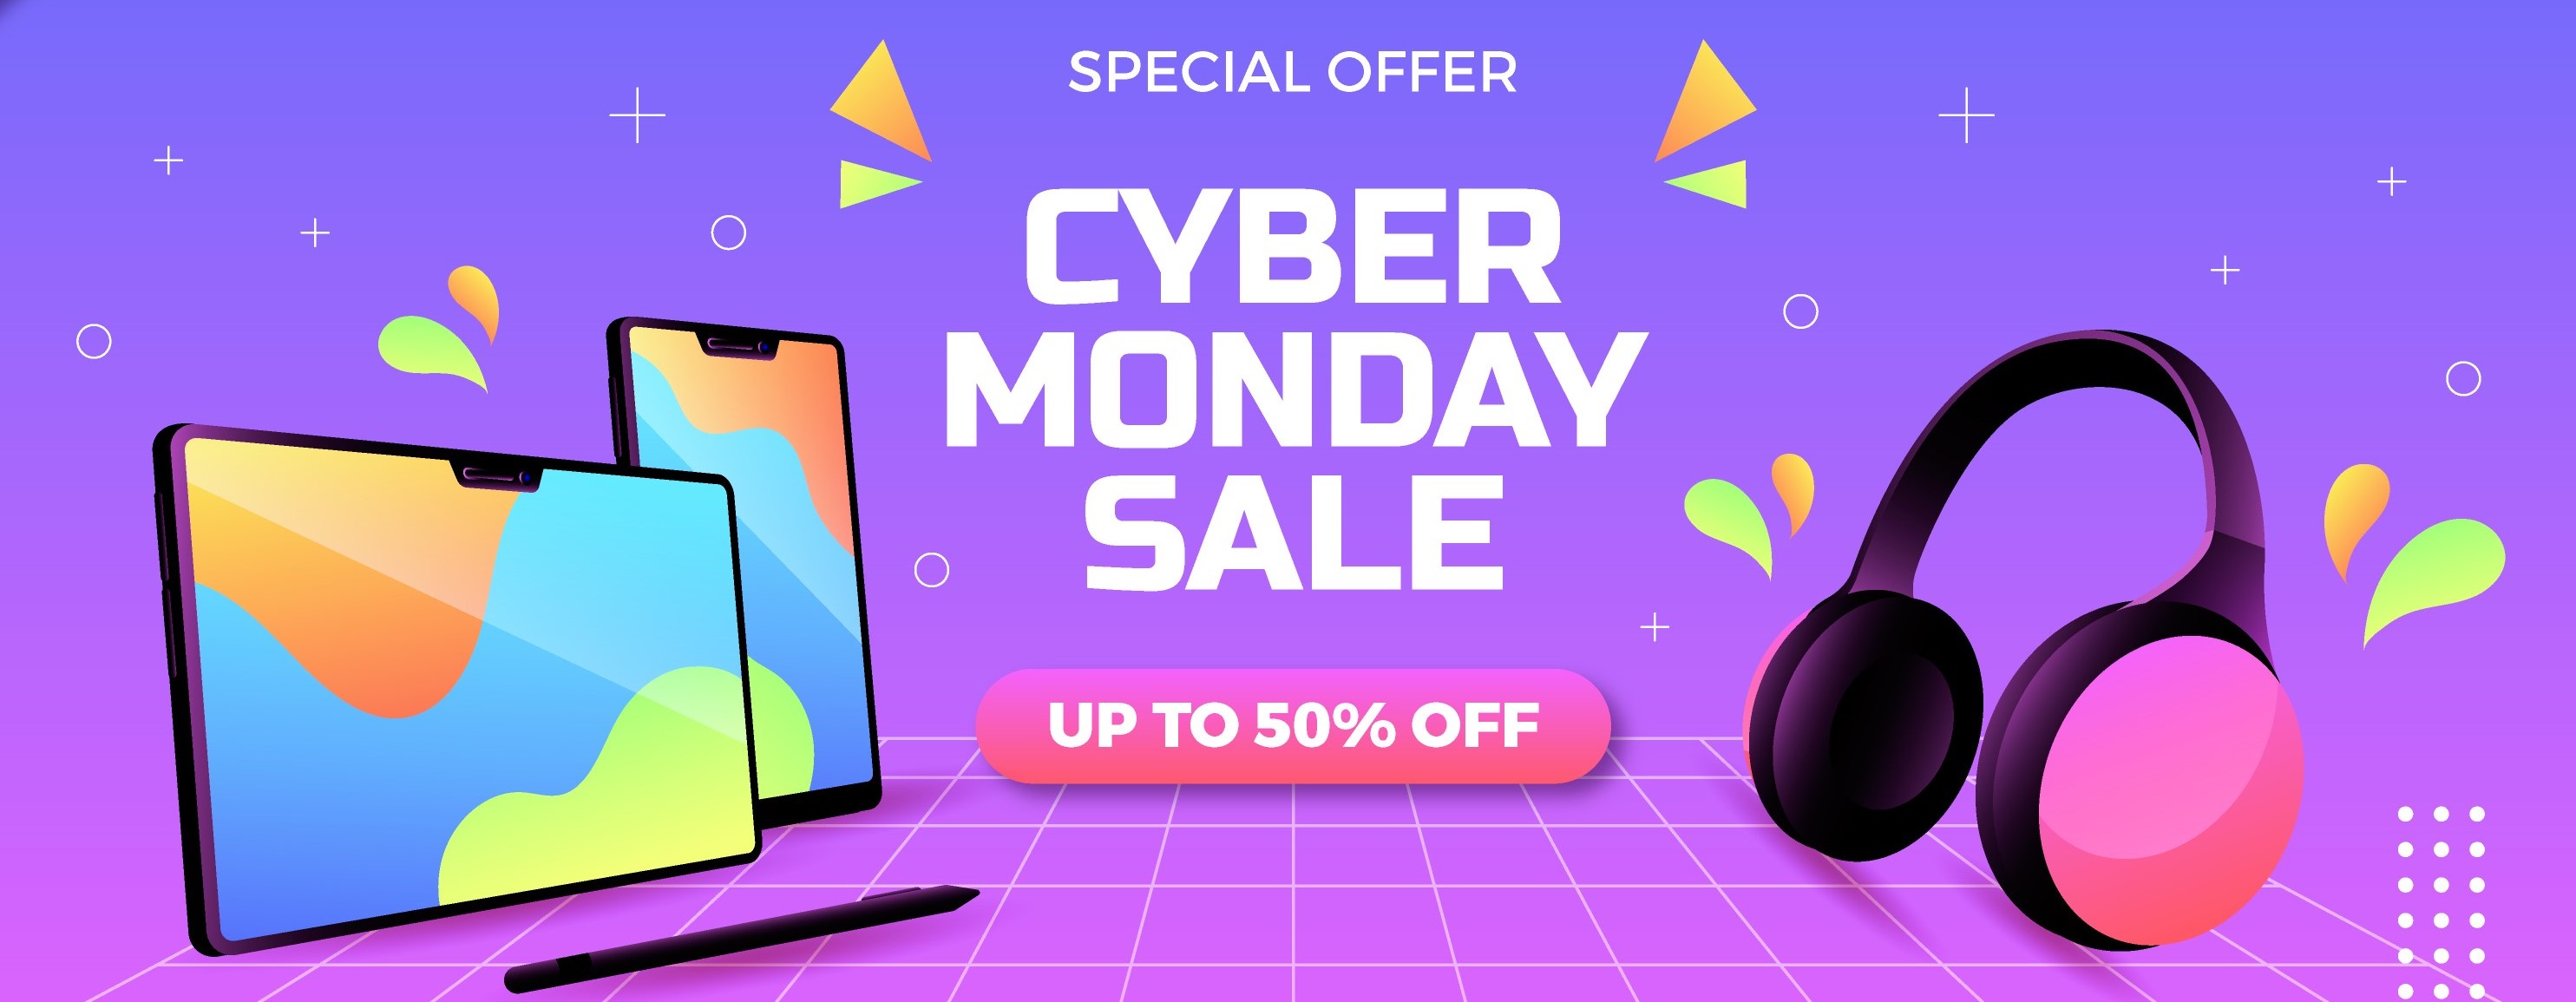 SPECIAL OFFER
CYBER
MONDAY
SALE
UP TO 50% OFF